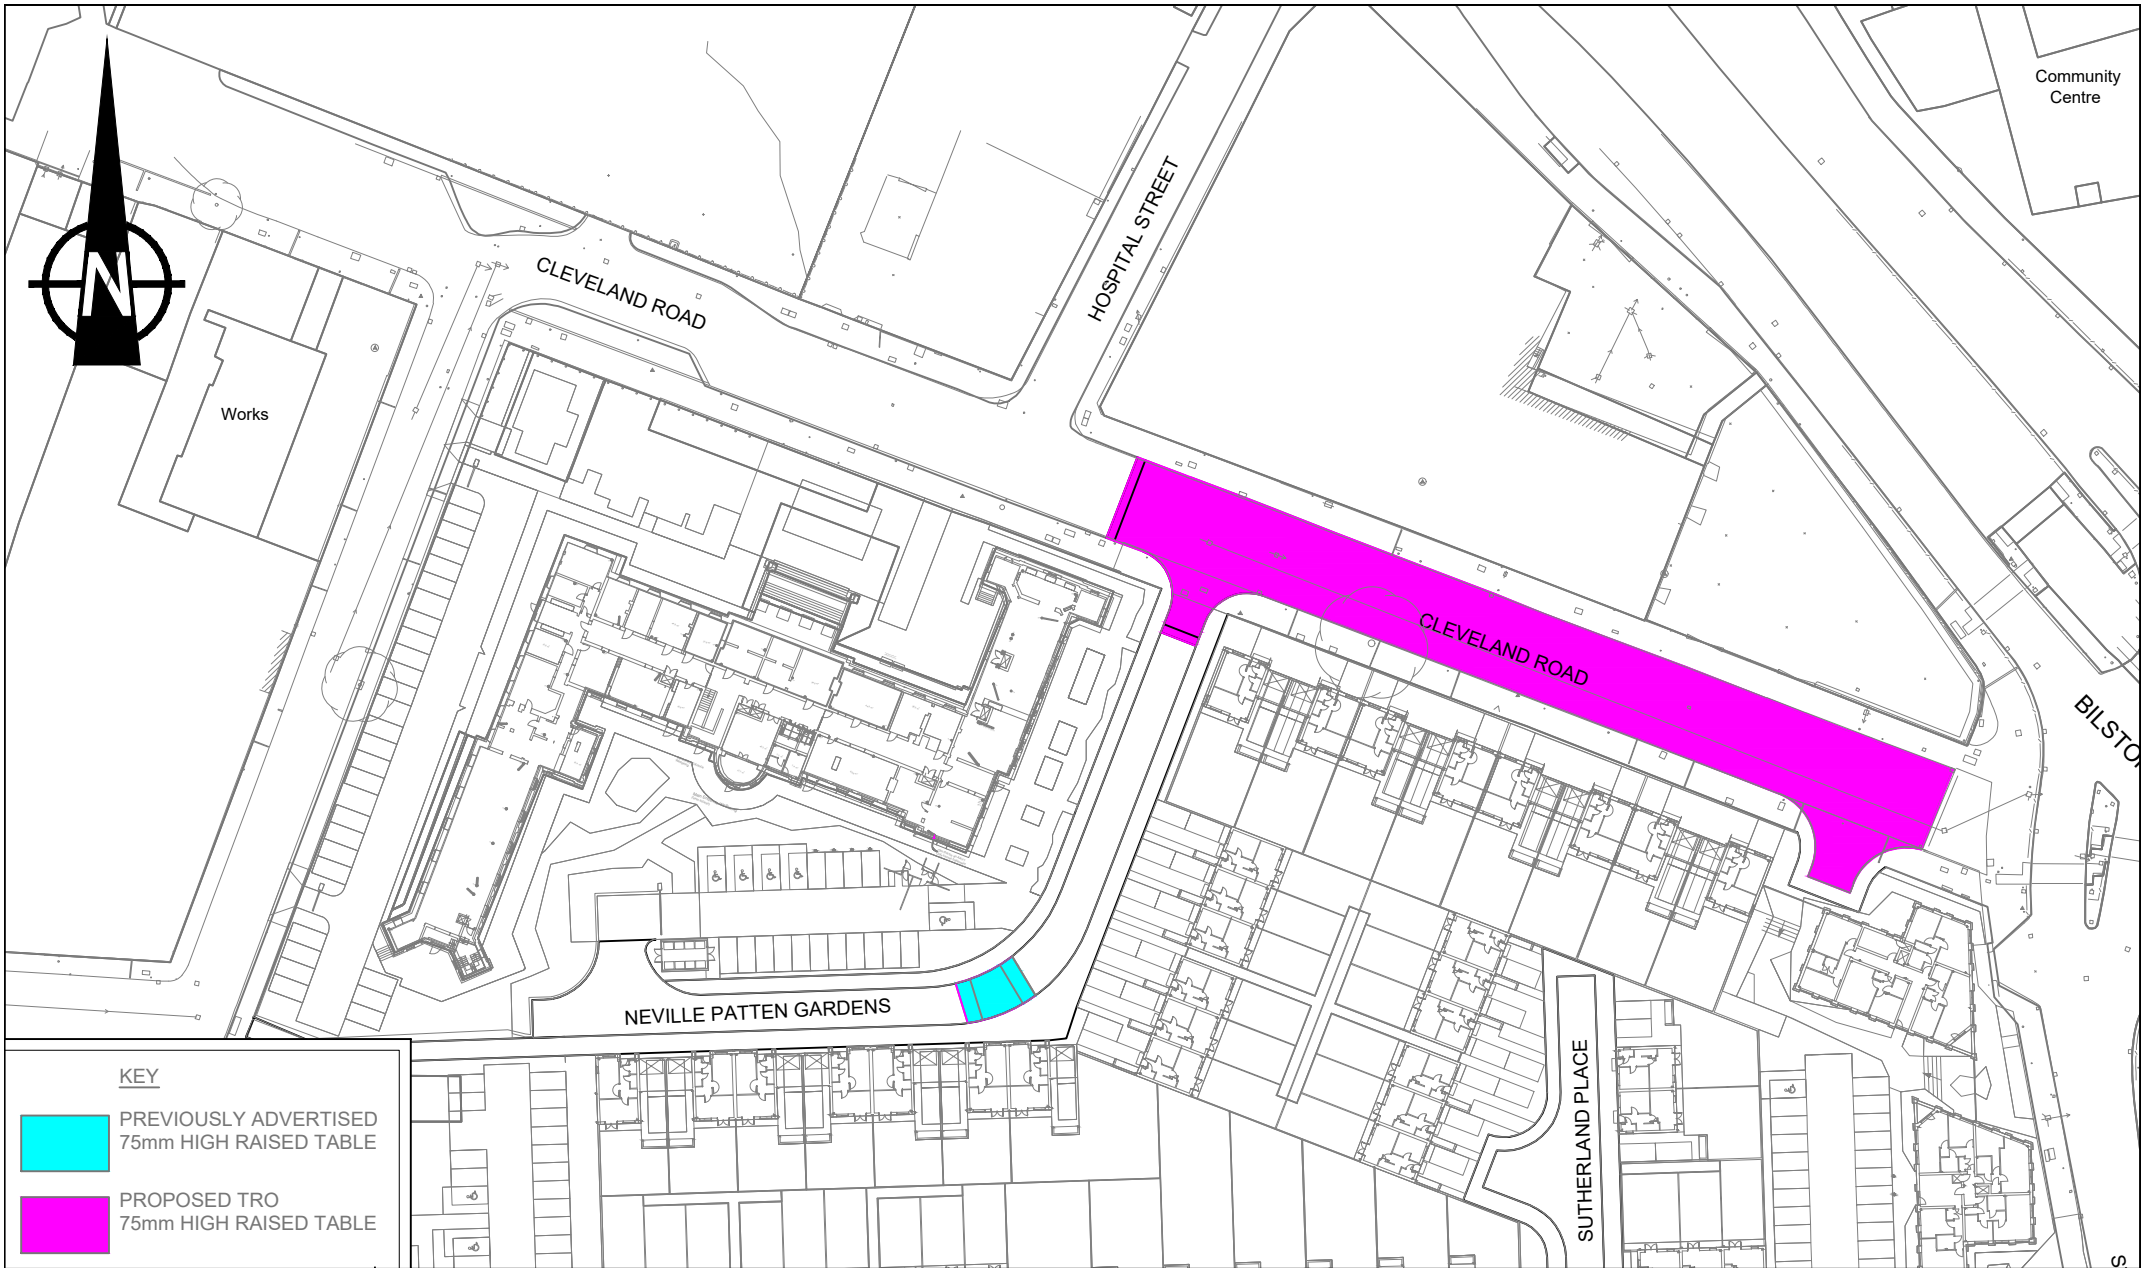 Community
Centre
HOSPITAL STREET
CLEVELAND ROAD
N
Works
CLEVELAND ROAD
BILSTO
NEVILLE PATTEN GARDENS
SUTHERLAND PLACE
KEY
PREVIOUSLY ADVERTISED
75mm HIGH RAISED TABLE
PROPOSED TRO
75mm HIGH RAISED TABLE
S